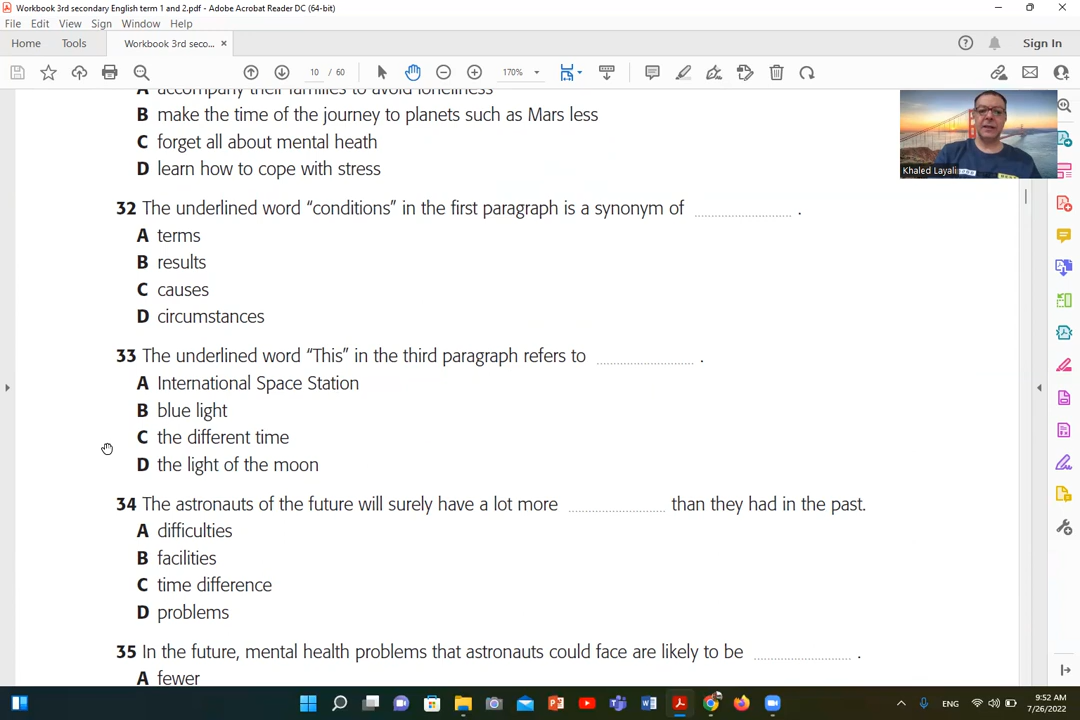 Workbook 3rd secondary English term 1 and 2.pdf - Adobe Acrobat Reader DC (64-bit)
File Edit View Sign Window Help
Home Tools Workbook 3rd seco... × Sign In
10 / 60 170%
A accompany their families to avoid loneliness
B make the time of the journey to planets such as Mars less
C forget all about mental heath
D learn how to cope with stress
Khaled Layali
32 The underlined word “conditions” in the first paragraph is a synonym of .................... .
A terms
B results
C causes
D circumstances
33 The underlined word “This” in the third paragraph refers to .................... .
A International Space Station
B blue light
C the different time
D the light of the moon
34 The astronauts of the future will surely have a lot more .................... than they had in the past.
A difficulties
B facilities
C time difference
D problems
35 In the future, mental health problems that astronauts could face are likely to be .................... .
A fewer
ENG 9:52 AM
7/26/2022